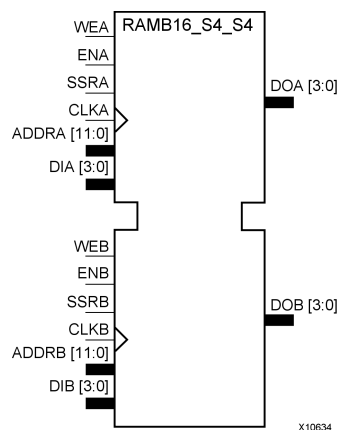 RAMB16_S4_S4
WEA
ENA
SSRA
CLKA
ADDRA [11:0]
DIA [3:0]
DOA [3:0]
WEB
ENB
SSRB
CLKB
ADDRB [11:0]
DIB [3:0]
DOB [3:0]
X10634